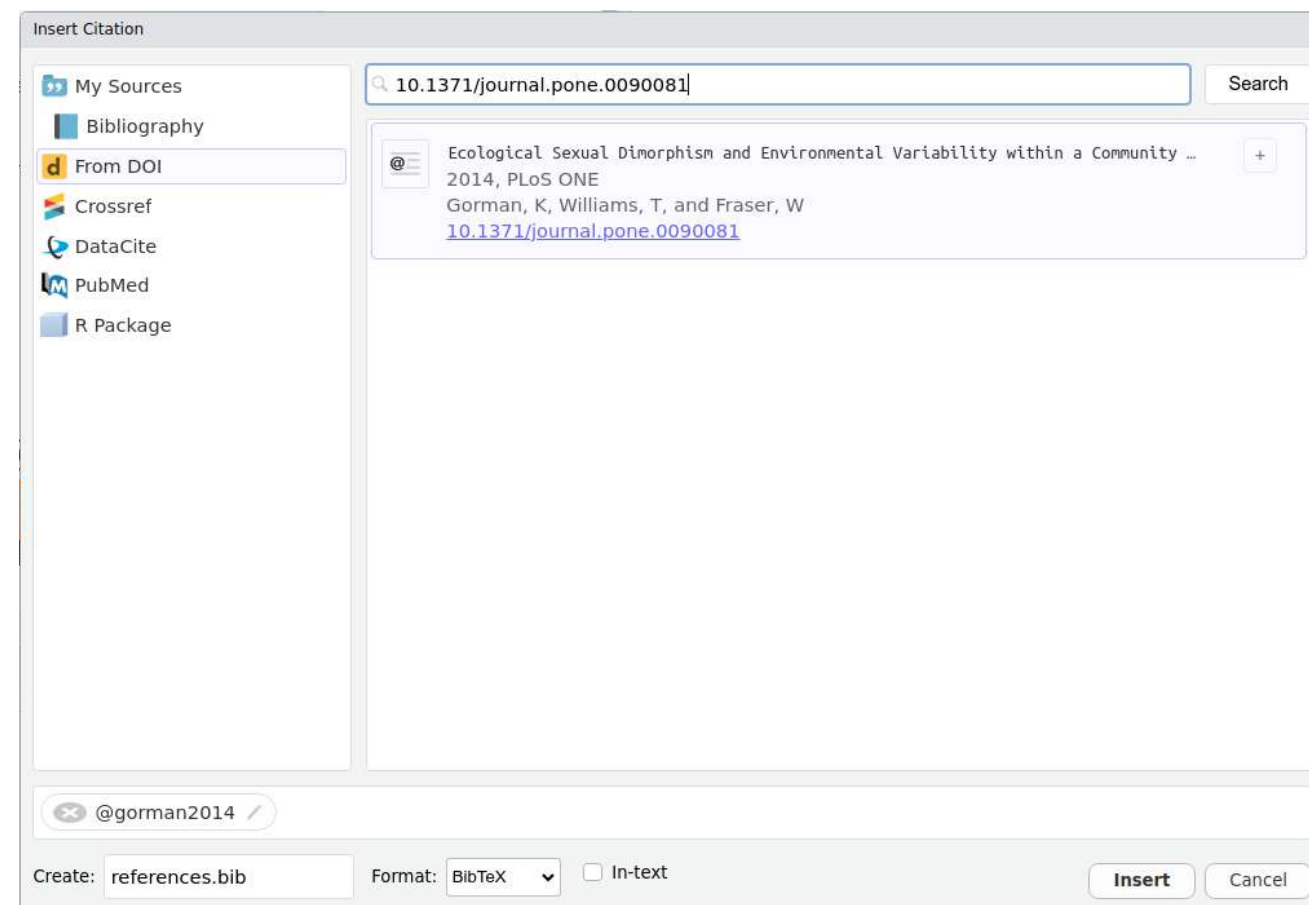 Insert Citation
My Sources
Bibliography
From DOI
Crossref
DataCite
PubMed
R Package
10.1371/journal.pone.0090081
Search
Ecological Sexual Dimorphism and Environmental Variability within a Community …
2014, PLoS ONE
Gorman, K, Williams, T, and Fraser, W
10.1371/journal.pone.0090081
+
@gorman2014
Create: references.bib Format: BibTeX In-text Insert Cancel